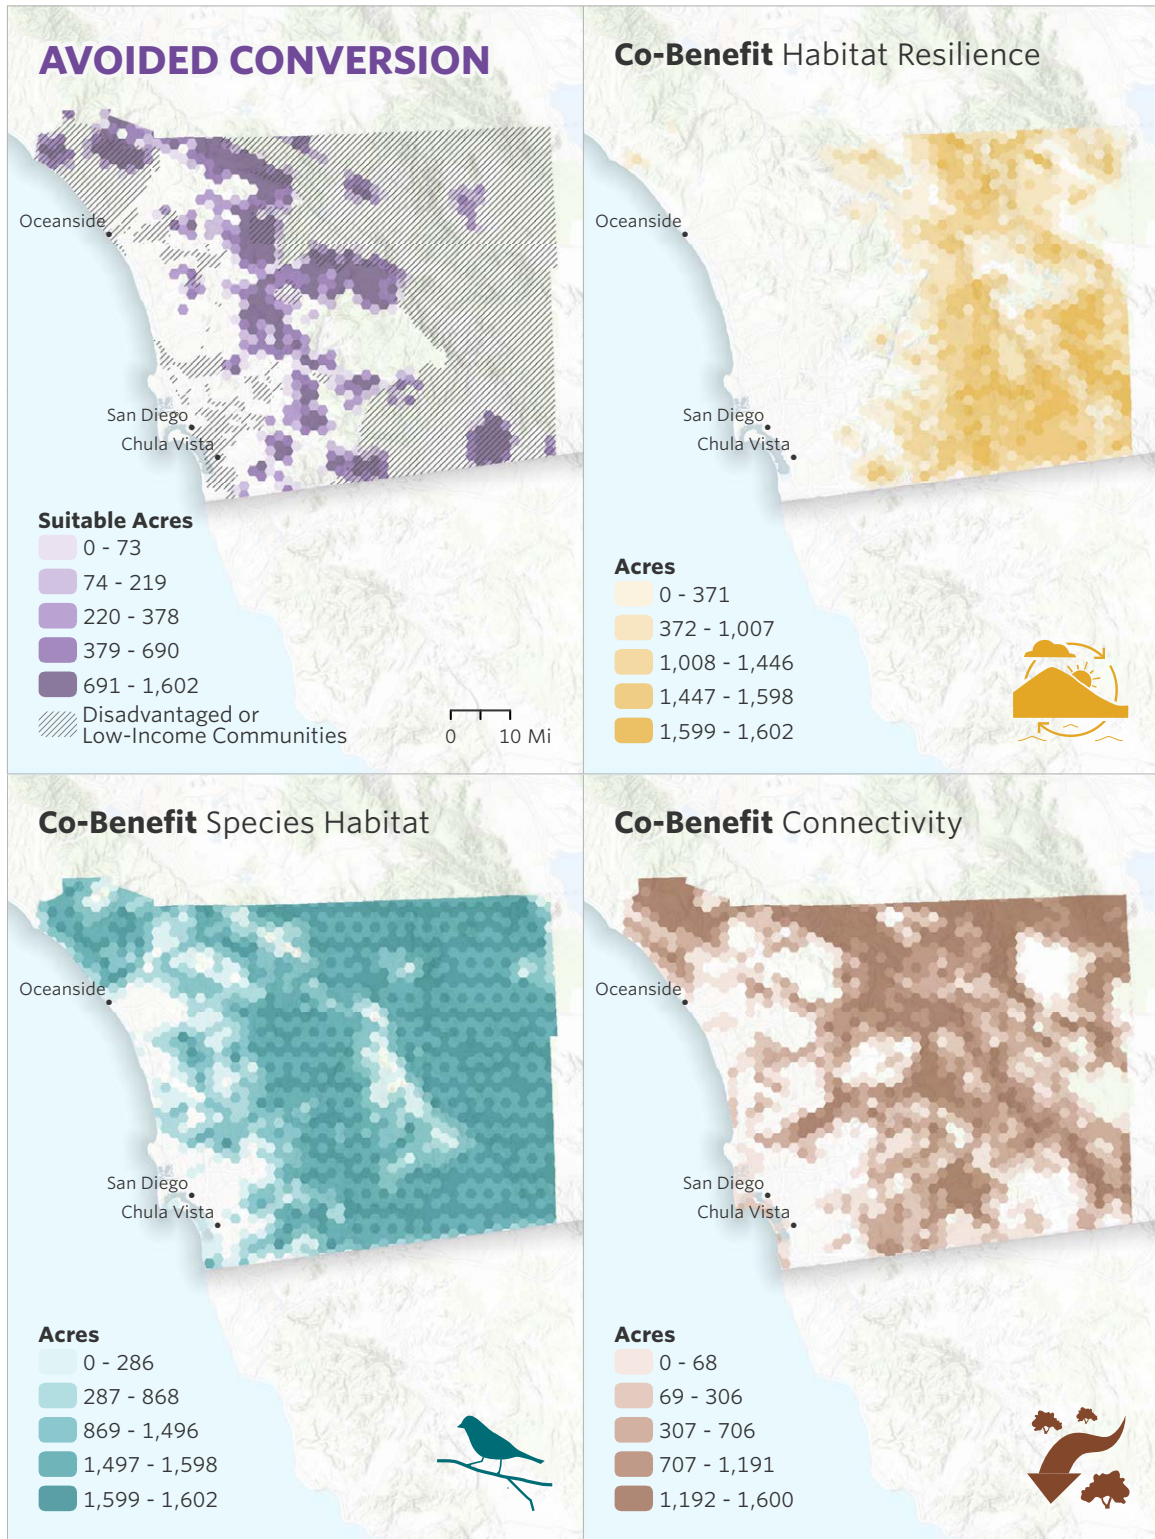 AVOIDED CONVERSION
Oceanside
San Diego
Chula Vista
Suitable Acres
0 - 73
74 - 219
220 - 378
379 - 690
691 - 1,602
Disadvantaged or
Low-Income Communities
0 10 Mi
Co-Benefit Habitat Resilience
Oceanside
San Diego
Chula Vista
Acres
0 - 371
372 - 1,007
1,008 - 1,446
1,447 - 1,598
1,599 - 1,602
Co-Benefit Species Habitat
Oceanside
San Diego
Chula Vista
Acres
0 - 286
287 - 868
869 - 1,496
1,497 - 1,598
1,599 - 1,602
Co-Benefit Connectivity
Oceanside
San Diego
Chula Vista
Acres
0 - 68
69 - 306
307 - 706
707 - 1,191
1,192 - 1,600